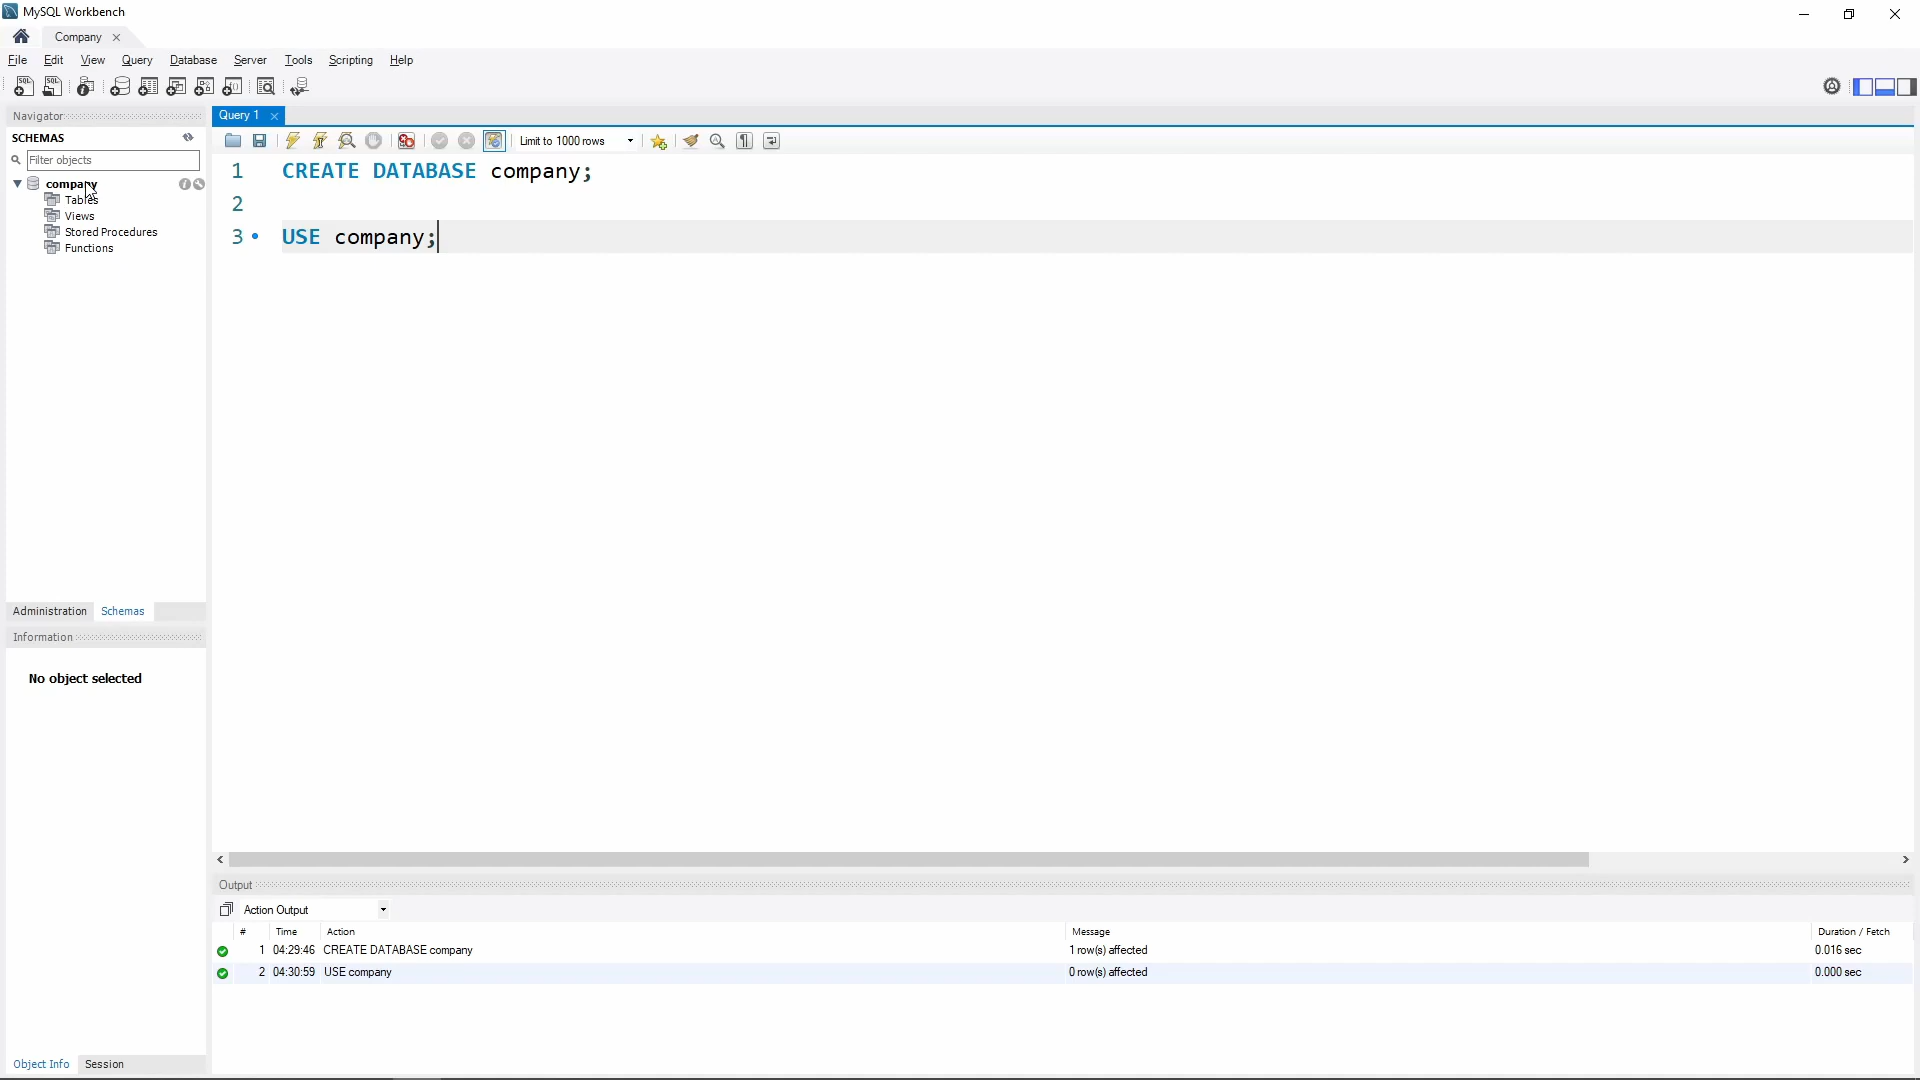 MySQL Workbench
Company
File Edit View Query Database Server Tools Scripting Help
Navigator
SCHEMAS
Filter objects
company
Tables
Views
Stored Procedures
Functions
Administration Schemas
Information
No object selected
Object Info Session
Query 1
Limit to 1000 rows
1 CREATE DATABASE company;
2
3 USE company;
Output
Action Output
# Time Action Message Duration / Fetch
1 04:29:46 CREATE DATABASE company 1 row(s) affected 0.016 sec
2 04:30:59 USE company 0 row(s) affected 0.000 sec